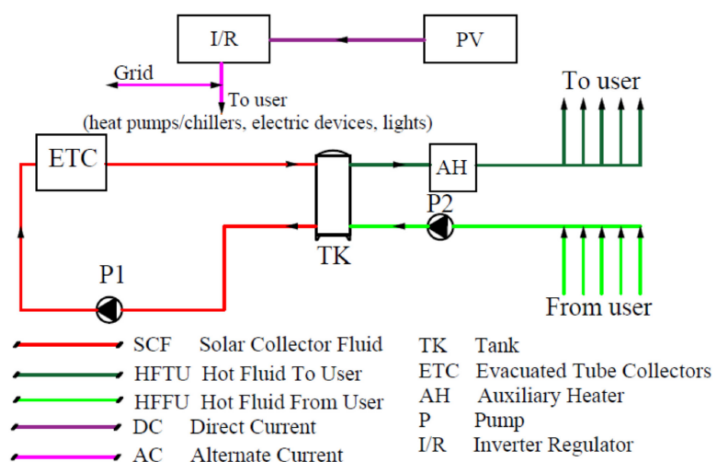 I/R
PV
Grid
To user
(heat pumps/chillers, electric devices, lights)
To user
ETC
AH
P2
TK
P1
From user
SCF Solar Collector Fluid
HFTU Hot Fluid To User
HFFU Hot Fluid From User
DC Direct Current
AC Alternate Current
TK Tank
ETC Evacuated Tube Collectors
AH Auxiliary Heater
P Pump
I/R Inverter Regulator